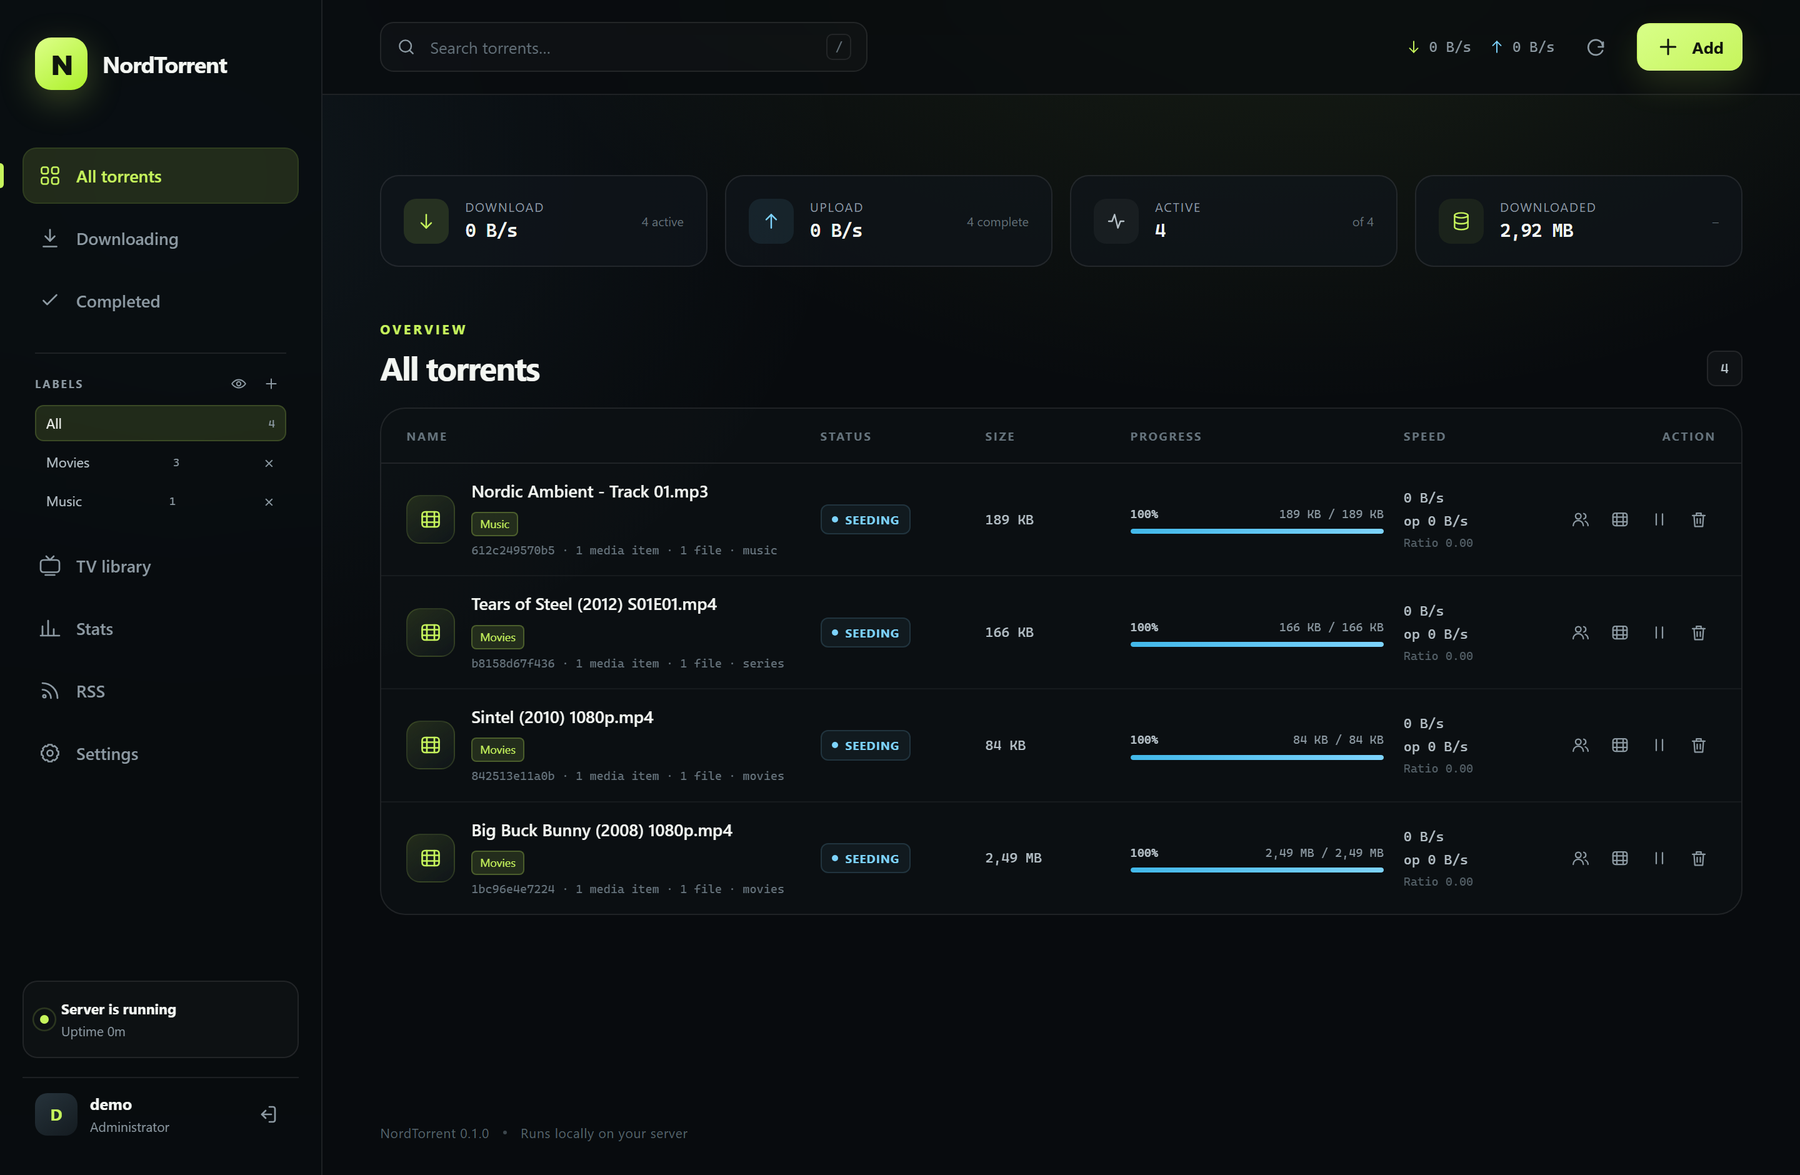 N NordTorrent
Search torrents... /
0 B/s 0 B/s
Add
All torrents
Downloading
Completed
LABELS
All 4
Movies 3
Music 1
TV library
Stats
RSS
Settings
Server is running
Uptime 0m
D demo
Administrator
DOWNLOAD
0 B/s
4 active
UPLOAD
0 B/s
4 complete
ACTIVE
4
of 4
DOWNLOADED
2,92 MB
–
OVERVIEW
All torrents
4
NAME STATUS SIZE PROGRESS SPEED ACTION
Nordic Ambient - Track 01.mp3
Music
612c249570b5 · 1 media item · 1 file · music
SEEDING
189 KB
100% 189 KB / 189 KB
0 B/s
op 0 B/s
Ratio 0.00
Tears of Steel (2012) S01E01.mp4
Movies
b8158d67f436 · 1 media item · 1 file · series
SEEDING
166 KB
100% 166 KB / 166 KB
0 B/s
op 0 B/s
Ratio 0.00
Sintel (2010) 1080p.mp4
Movies
842513e11a0b · 1 media item · 1 file · movies
SEEDING
84 KB
100% 84 KB / 84 KB
0 B/s
op 0 B/s
Ratio 0.00
Big Buck Bunny (2008) 1080p.mp4
Movies
1bc96e4e7224 · 1 media item · 1 file · movies
SEEDING
2,49 MB
100% 2,49 MB / 2,49 MB
0 B/s
op 0 B/s
Ratio 0.00
NordTorrent 0.1.0 • Runs locally on your server